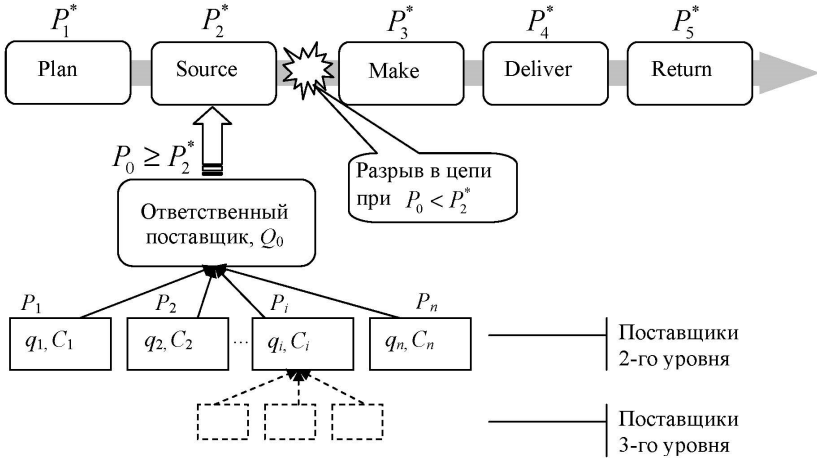 P₁* P₂* P₃* P₄* P₅*
Plan Source Make Deliver Return
P₀ ≥ P₂*
Разрыв в цепи
при P₀ < P₂*
Ответственный
поставщик, Q₀
P₁ P₂ Pᵢ Pₙ
q₁, C₁ q₂, C₂ ... qᵢ, Cᵢ qₙ, Cₙ
Поставщики
2-го уровня
Поставщики
3-го уровня